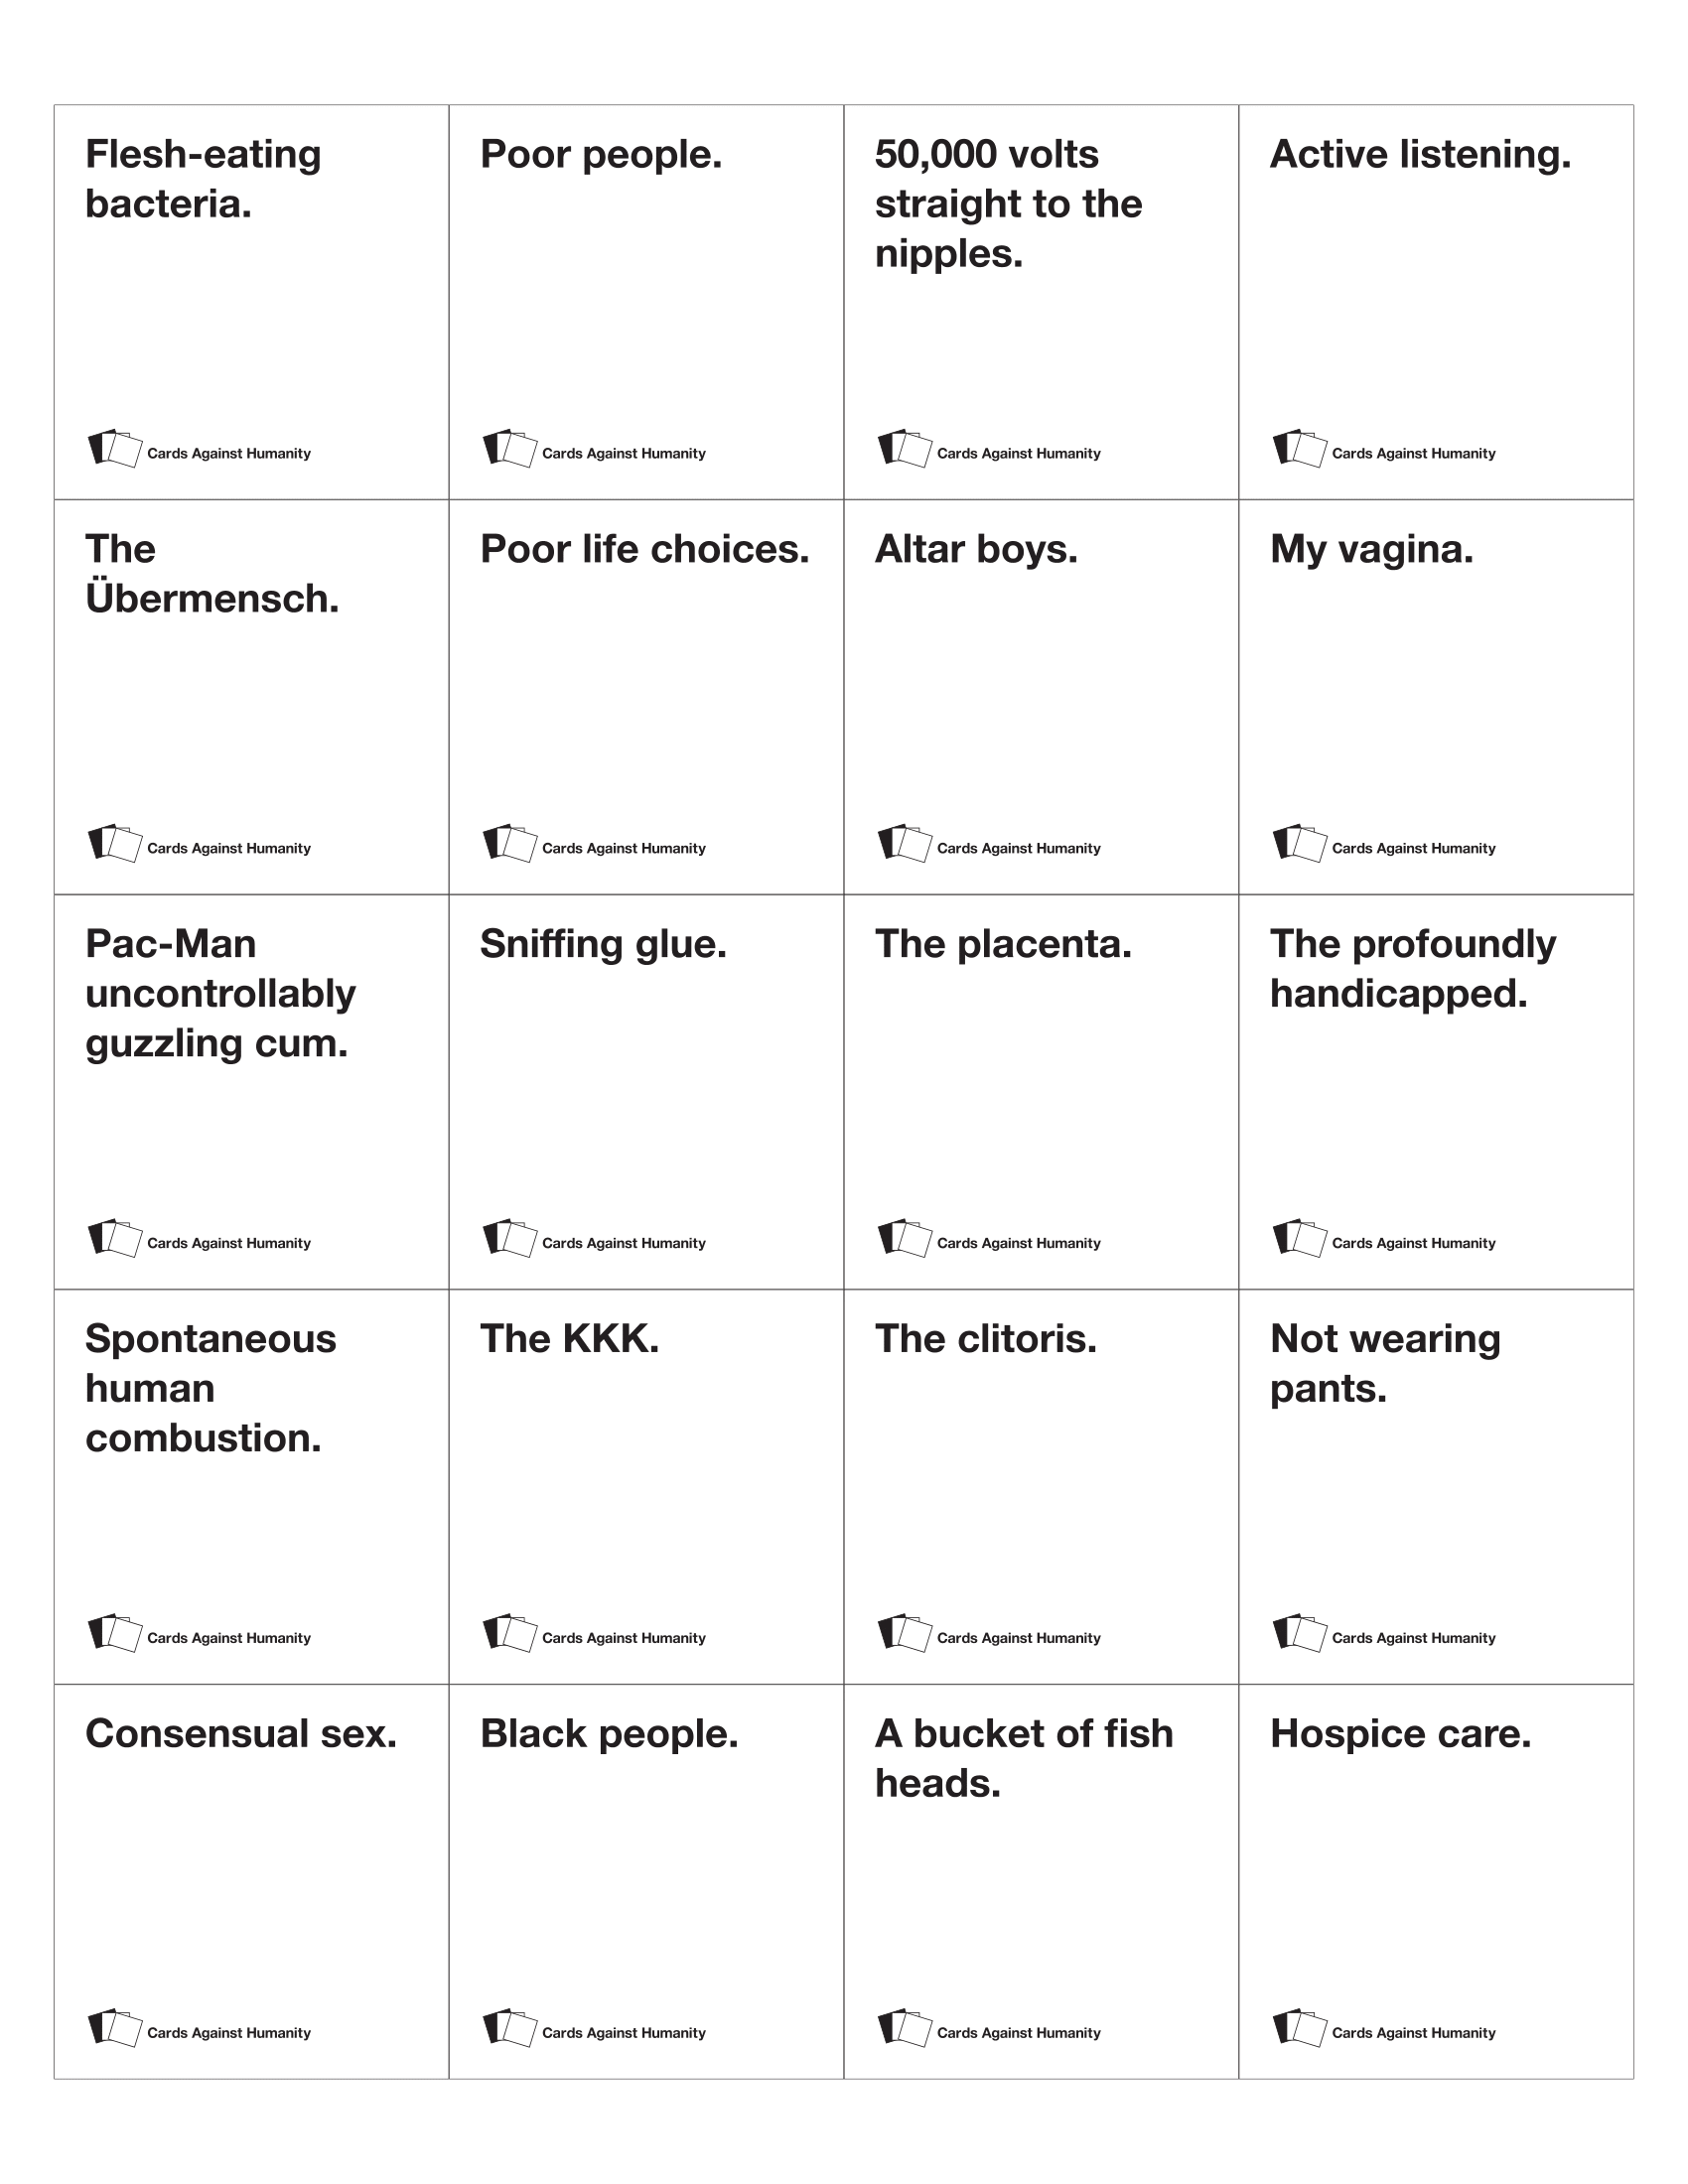 Flesh-eating
bacteria.
Cards Against Humanity
Poor people.
Cards Against Humanity
50,000 volts
straight to the
nipples.
Cards Against Humanity
Active listening.
Cards Against Humanity
The
Übermensch.
Cards Against Humanity
Poor life choices.
Cards Against Humanity
Altar boys.
Cards Against Humanity
My vagina.
Cards Against Humanity
Pac-Man
uncontrollably
guzzling cum.
Cards Against Humanity
Sniffing glue.
Cards Against Humanity
The placenta.
Cards Against Humanity
The profoundly
handicapped.
Cards Against Humanity
Spontaneous
human
combustion.
Cards Against Humanity
The KKK.
Cards Against Humanity
The clitoris.
Cards Against Humanity
Not wearing
pants.
Cards Against Humanity
Consensual sex.
Cards Against Humanity
Black people.
Cards Against Humanity
A bucket of fish
heads.
Cards Against Humanity
Hospice care.
Cards Against Humanity